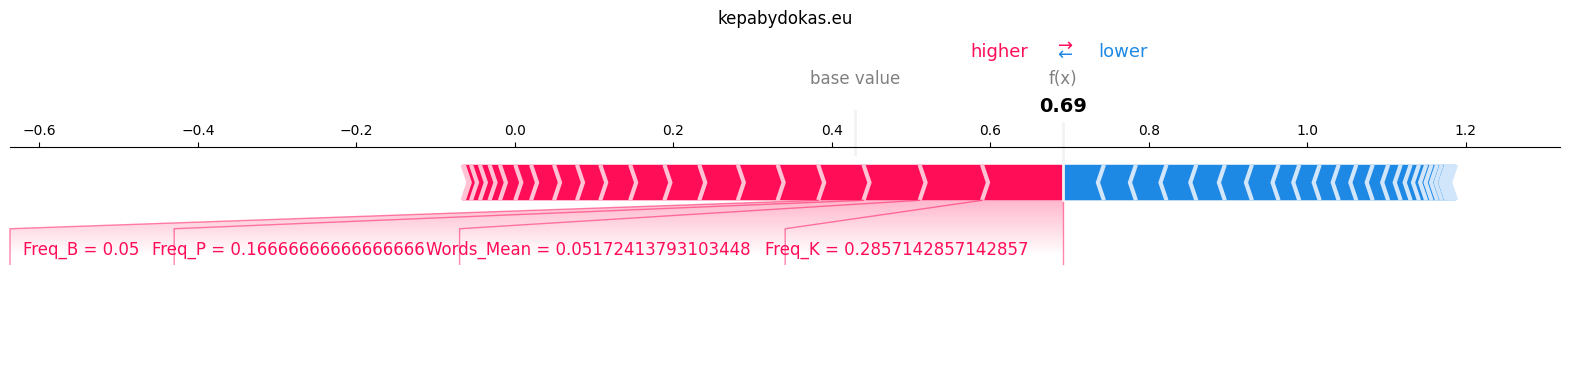 kepabydokas.eu
higher ⇄ lower
base value f(x)
0.69
−0.6 −0.4 −0.2 0.0 0.2 0.4 0.6 0.8 1.0 1.2
Freq_B = 0.05 Freq_P = 0.16666666666666666 Words_Mean = 0.05172413793103448 Freq_K = 0.2857142857142857